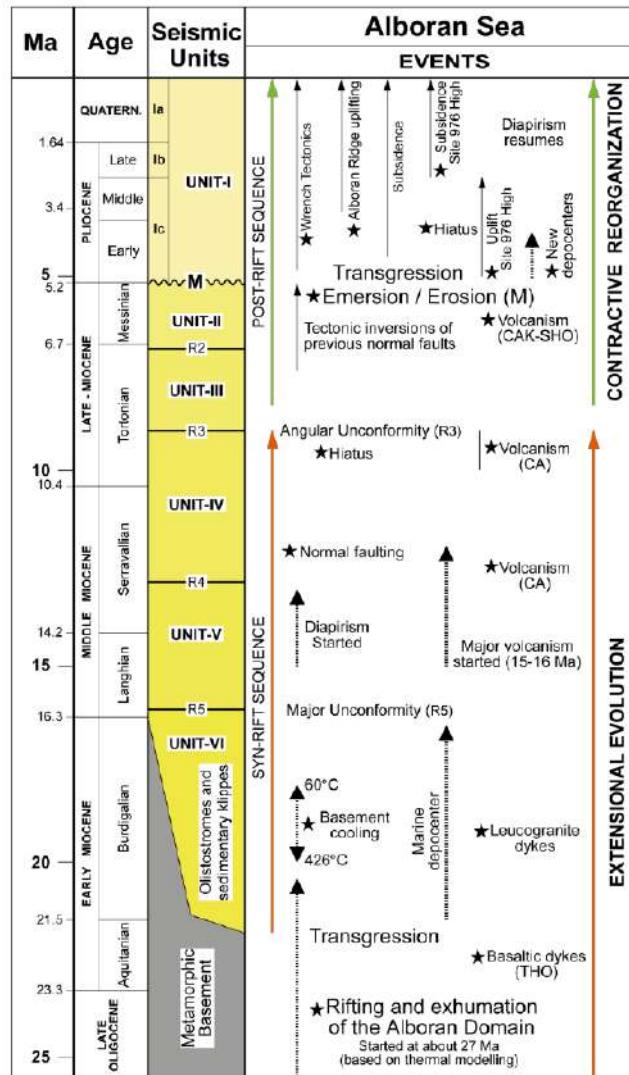 Ma
Age
Seismic
Units
Alboran Sea
EVENTS
QUATERN.
1.64
PLIOCENE
Late
Middle
3.4
Early
5
5.2
LATE - MIOCENE
Messinian
6.7
Tortonian
10
10.4
MIDDLE MIOCENE
Serravallian
14.2
15
Langhian
16.3
EARLY MIOCENE
Burdigalian
20
21.5
Aquitanian
23.3
LATE
OLIGOCENE
25
Ia
Ib
UNIT-I
Ic
M
UNIT-II
R2
UNIT-III
R3
UNIT-IV
R4
UNIT-V
R5
UNIT-VI
Olistostromes and
sedimentary klippes
Metamorphic
Basement
POST-RIFT SEQUENCE
SYN-RIFT SEQUENCE
Wrench Tectonics
Alboran Ridge uplifting
Subsidence
Subsidence
Site 976 High
Diapirism
resumes
Hiatus
Uplift
Site 976 High
New
depocenters
Transgression
Emersion / Erosion (M)
Tectonic inversions of
previous normal faults
Volcanism
(CAK-SHO)
Angular Unconformity (R3)
Hiatus
Volcanism
(CA)
Normal faulting
Volcanism
(CA)
Diapirism
Started
Major volcanism
started (15-16 Ma)
Major Unconformity (R5)
60°C
Basement
cooling
426°C
Marine
depocenter
Leucogranite
dykes
Transgression
Basaltic dykes
(THO)
Rifting and exhumation
of the Alboran Domain
Started at about 27 Ma
(based on thermal modelling)
CONTRACTIVE REORGANIZATION
EXTENSIONAL EVOLUTION